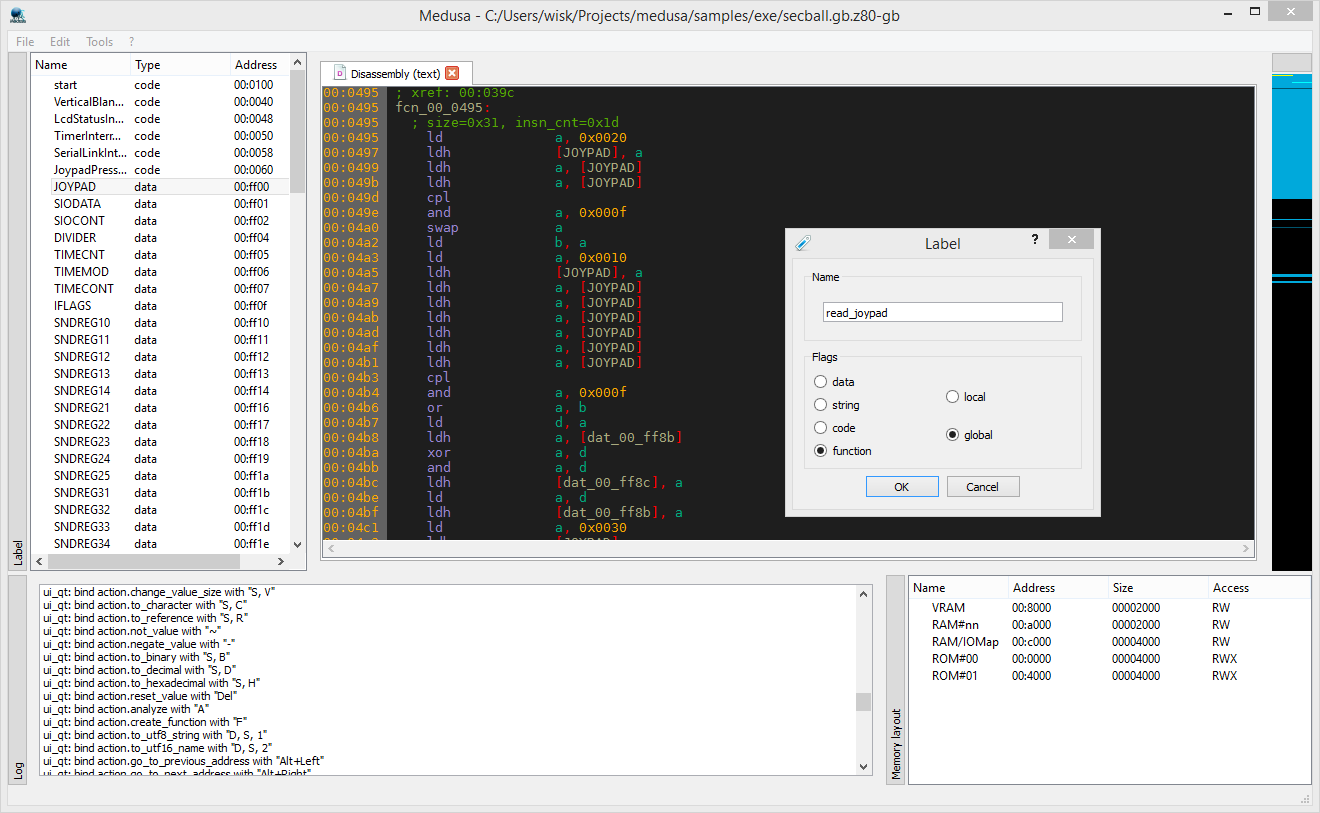 Medusa - C:/Users/wisk/Projects/medusa/samples/exe/secball.gb.z80-gb
File Edit Tools ?
Label
Name Type Address
start code 00:0100
VerticalBlan... code 00:0040
LcdStatusIn... code 00:0048
TimerInterr... code 00:0050
SerialLinkInt... code 00:0058
JoypadPress... code 00:0060
JOYPAD data 00:ff00
SIODATA data 00:ff01
SIOCONT data 00:ff02
DIVIDER data 00:ff04
TIMECNT data 00:ff05
TIMEMOD data 00:ff06
TIMECONT data 00:ff07
IFLAGS data 00:ff0f
SNDREG10 data 00:ff10
SNDREG11 data 00:ff11
SNDREG12 data 00:ff12
SNDREG13 data 00:ff13
SNDREG14 data 00:ff14
SNDREG21 data 00:ff16
SNDREG22 data 00:ff17
SNDREG23 data 00:ff18
SNDREG24 data 00:ff19
SNDREG25 data 00:ff1a
SNDREG31 data 00:ff1b
SNDREG32 data 00:ff1c
SNDREG33 data 00:ff1d
SNDREG34 data 00:ff1e
Disassembly (text)
00:0495 ; xref: 00:039c
00:0495 fcn_00_0495:
00:0495 ; size=0x31, insn_cnt=0x1d
00:0495 ld a, 0x0020
00:0497 ldh [JOYPAD], a
00:0499 ldh a, [JOYPAD]
00:049b ldh a, [JOYPAD]
00:049d cpl
00:049e and a, 0x000f
00:04a0 swap a
00:04a2 ld b, a
00:04a3 ld a, 0x0010
00:04a5 ldh [JOYPAD], a
00:04a7 ldh a, [JOYPAD]
00:04a9 ldh a, [JOYPAD]
00:04ab ldh a, [JOYPAD]
00:04ad ldh a, [JOYPAD]
00:04af ldh a, [JOYPAD]
00:04b1 ldh a, [JOYPAD]
00:04b3 cpl
00:04b4 and a, 0x000f
00:04b6 or a, b
00:04b7 ld d, a
00:04b8 ldh a, [dat_00_ff8b]
00:04ba xor a, d
00:04bb and a, d
00:04bc ldh [dat_00_ff8c], a
00:04be ld a, d
00:04bf ldh [dat_00_ff8b], a
00:04c1 ld a, 0x0030
Label
?
Name
read_joypad
Flags
data
string
code
function
local
global
OK Cancel
Log
ui_qt: bind action.change_value_size with "S, V"
ui_qt: bind action.to_character with "S, C"
ui_qt: bind action.to_reference with "S, R"
ui_qt: bind action.not_value with "~"
ui_qt: bind action.negate_value with "-"
ui_qt: bind action.to_binary with "S, B"
ui_qt: bind action.to_decimal with "S, D"
ui_qt: bind action.to_hexadecimal with "S, H"
ui_qt: bind action.reset_value with "Del"
ui_qt: bind action.analyze with "A"
ui_qt: bind action.create_function with "F"
ui_qt: bind action.to_utf8_string with "D, S, 1"
ui_qt: bind action.to_utf16_name with "D, S, 2"
ui_qt: bind action.go_to_previous_address with "Alt+Left"
ui_qt: bind action.go_to_next_address with "Alt+Right"
Memory layout
Name Address Size Access
VRAM 00:8000 00002000 RW
RAM#nn 00:a000 00002000 RW
RAM/IOMap 00:c000 00004000 RW
ROM#00 00:0000 00004000 RWX
ROM#01 00:4000 00004000 RWX